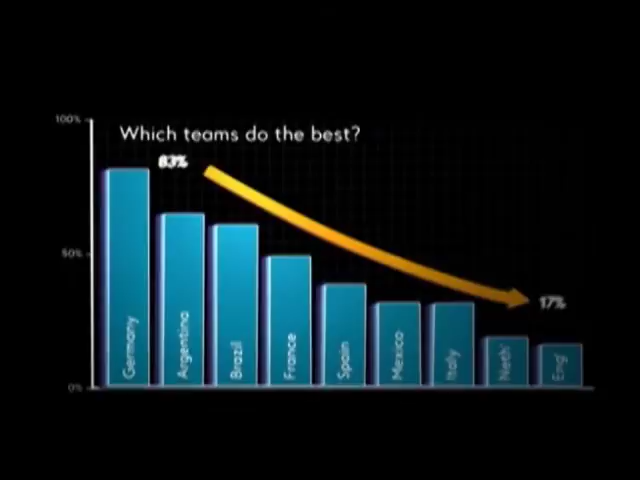 100%
Which teams do the best?
83%
50%
17%
0%
Germany
Argentina
Brazil
France
Spain
Mexico
Italy
Neth'
Eng'